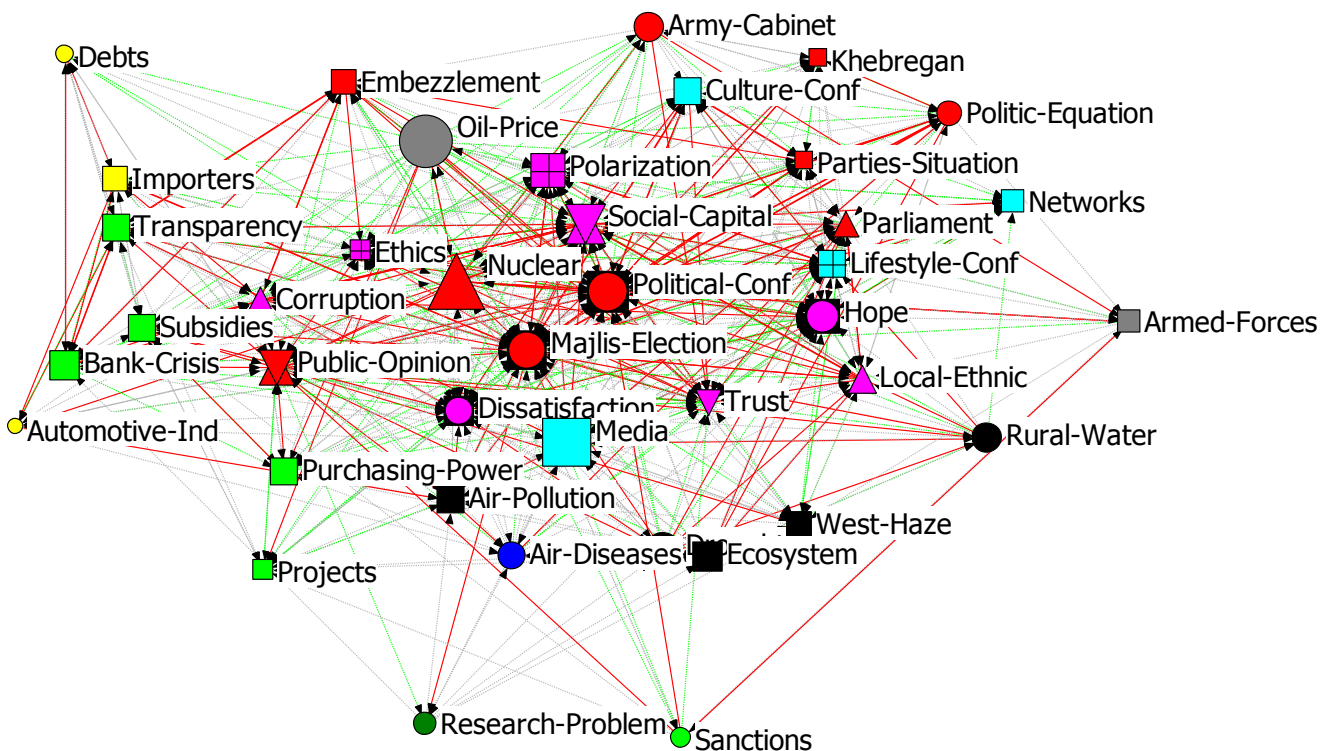 Army-Cabinet
Debts
Khebregan
Embezzlement
Culture-Conf
Politic-Equation
Oil-Price
Polarization
Parties-Situation
Importers
Networks
Social-Capital
Transparency
Parliament
Ethics
Nuclear
Lifestyle-Conf
Political-Conf
Corruption
Hope
Armed-Forces
Subsidies
Majlis-Election
Bank-Crisis
Public-Opinion
Local-Ethnic
Trust
Dissatisfaction
Automotive-Ind
Media
Rural-Water
Purchasing-Power
Air-Pollution
West-Haze
Air-Diseases
Ecosystem
Projects
Research-Problem
Sanctions